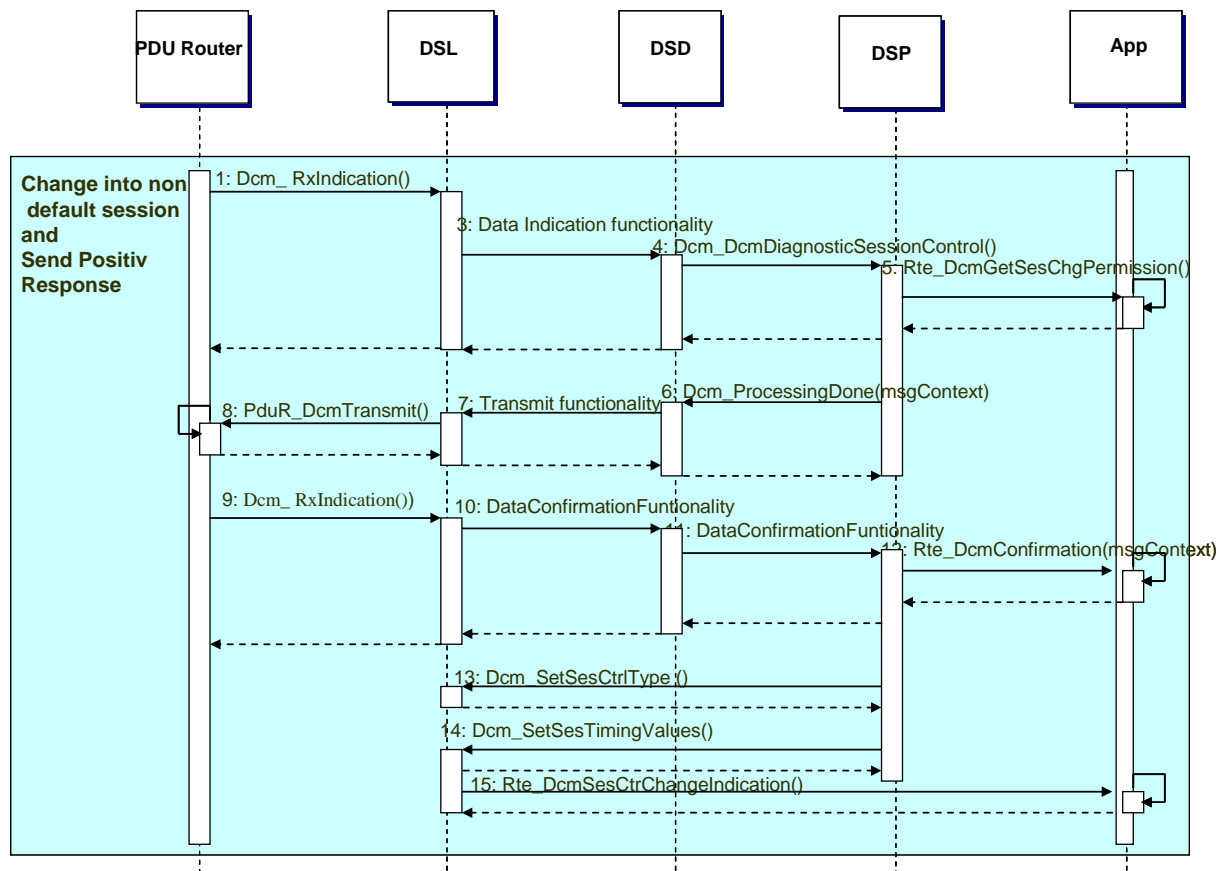 PDU Router
DSL
DSD
DSP
App
Change into non
default session
and
Send Positiv
Response
1: Dcm_ RxIndication()
3: Data Indication functionality
4: Dcm_DcmDiagnosticSessionControl()
5: Rte_DcmGetSesChgPermission()
6: Dcm_ProcessingDone(msgContext)
7: Transmit functionality
8: PduR_DcmTransmit()
9: Dcm_ RxIndication())
10: DataConfirmationFuntionality
11: DataConfirmationFuntionality
12: Rte_DcmConfirmation(msgContext)
13: Dcm_SetSesCtrlType ()
14: Dcm_SetSesTimingValues()
15: Rte_DcmSesCtrChangeIndication()